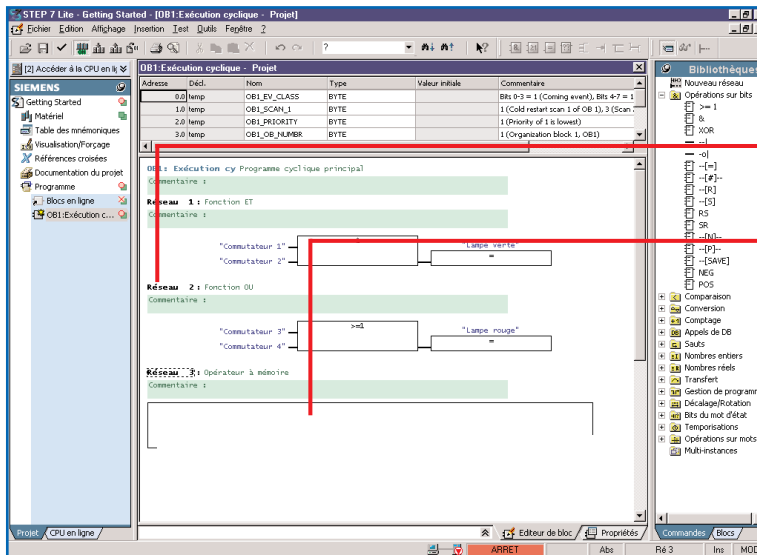 STEP 7 Lite - Getting Started - [OB1:Exécution cyclique - Projet]
Fichier Edition Affichage Insertion Test Outils Fenêtre ?
?
[2] Accéder à la CPU en lig
SIEMENS
Getting Started
Matériel
Table des mnémoniques
Visualisation/Forçage
Références croisées
Documentation du projet
Programme
Blocs en ligne
OB1:Exécution c...
Projet CPU en ligne
OB1:Exécution cyclique - Projet
Adresse Décl. Nom Type Valeur initiale Commentaire
0.0 temp OB1_EV_CLASS BYTE Bits 0-3 = 1 (Coming event), Bits 4-7 = 1
1.0 temp OB1_SCAN_1 BYTE 1 (Cold restart scan 1 of OB 1), 3 (Scan
2.0 temp OB1_PRIORITY BYTE 1 (Priority of 1 is lowest)
3.0 temp OB1_OB_NUMBR BYTE 1 (Organization block 1, OB1)
OB1: Exécution cy Programme cyclique principal
Commentaire :
Réseau 1 : Fonction ET
Commentaire :
"Commutateur 1"
"Commutateur 2"
"Lampe verte"
=
Réseau 2 : Fonction OU
Commentaire :
"Commutateur 3"
"Commutateur 4"
>=1
"Lampe rouge"
=
Réseau 3 : Opérateur à mémoire
Commentaire :
Editeur de bloc Propriétés
Bibliothèques
Nouveau réseau
Opérations sur bits
>= 1
&
XOR
--|
-o|
--[=]
--[#]--
--[R]
--[S]
RS
SR
--[N]--
--[P]--
--[SAVE]
NEG
POS
Comparaison
Conversion
Comptage
Appels de DB
Sauts
Nombres entiers
Nombres réels
Transfert
Gestion de programm
Décalage/Rotation
Bits du mot d'état
Temporisations
Opérations sur mots
Multi-instances
Commandes Blocs
ARRET Abs Ré 3 Ins MOD